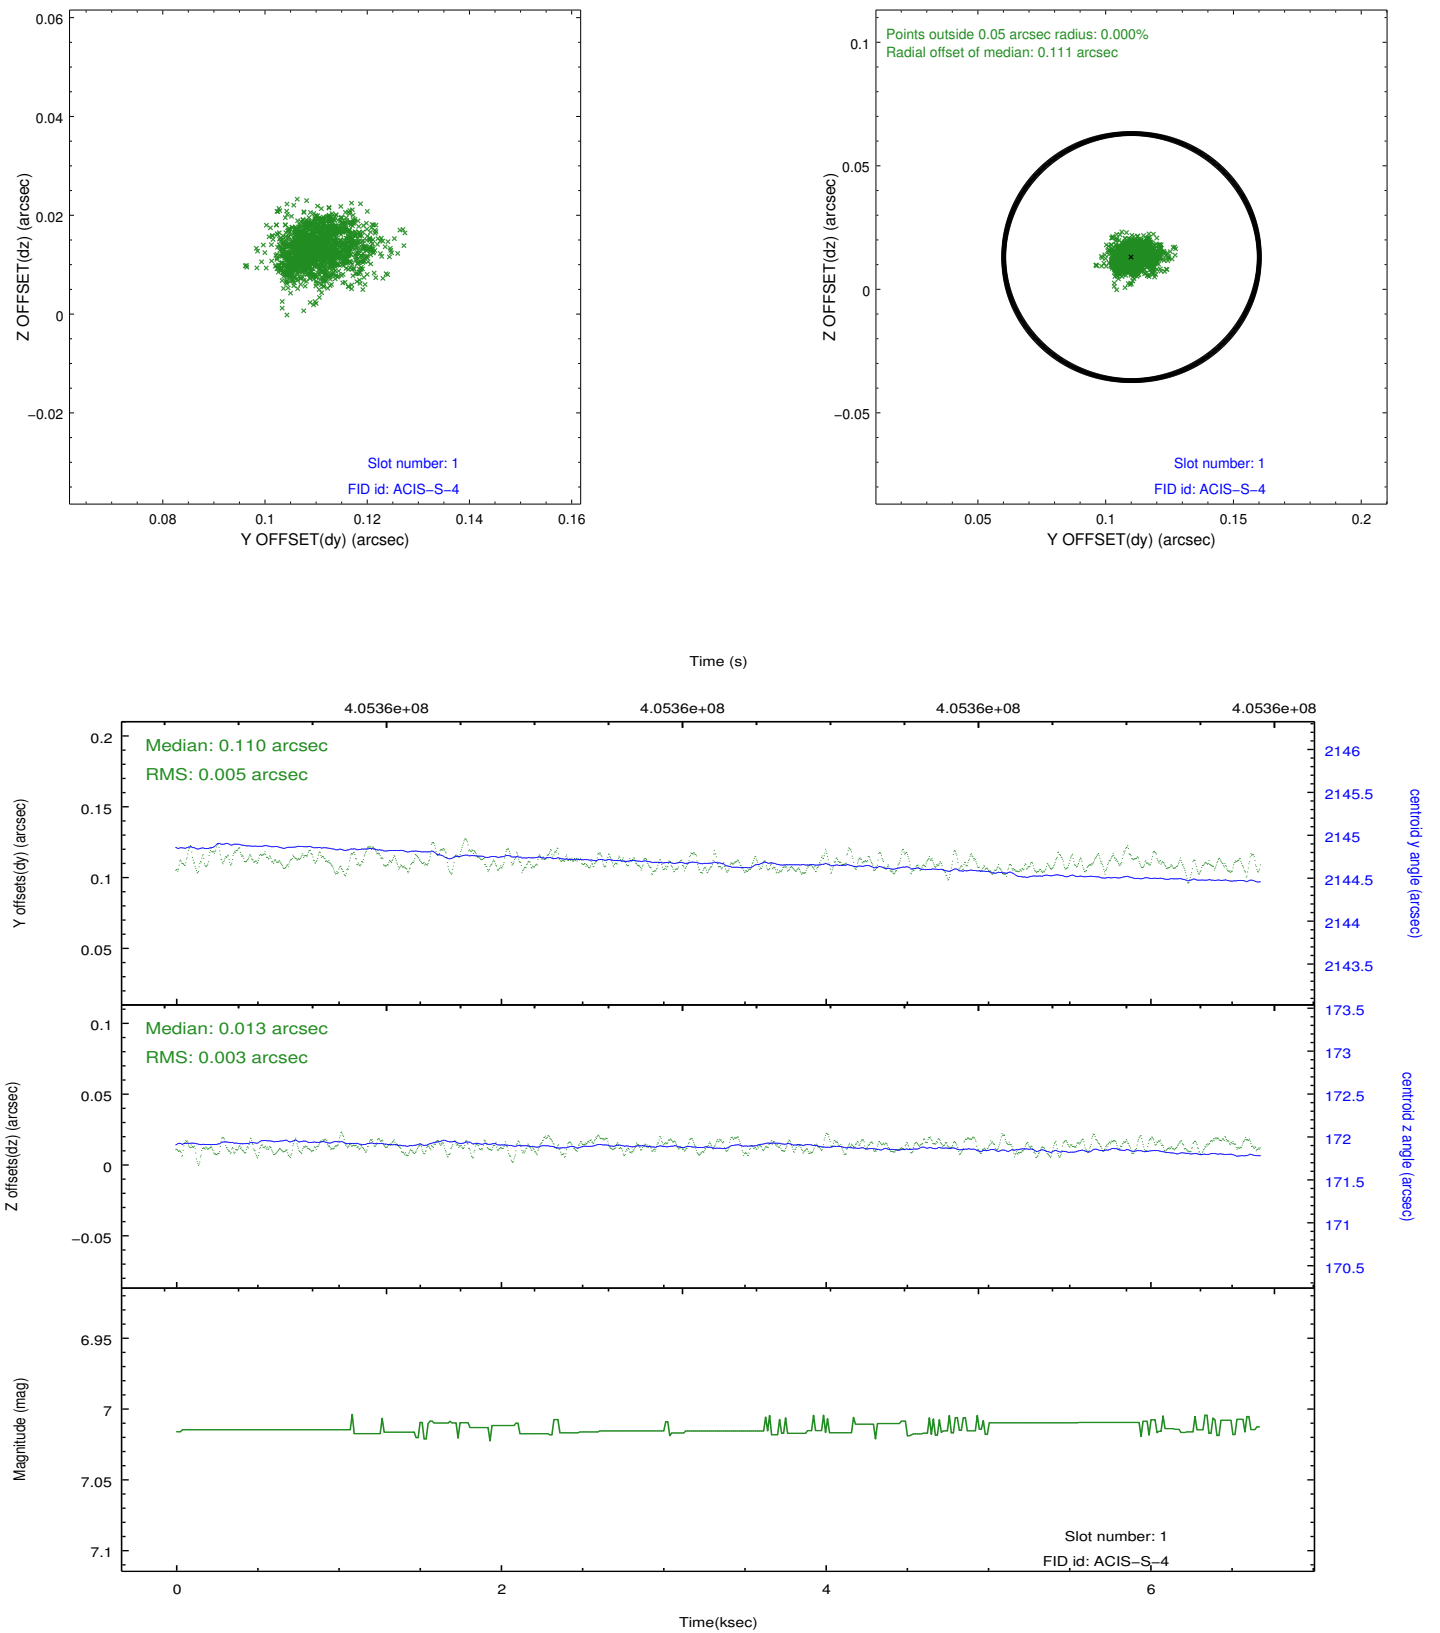 0.06
0.04
0.02
0
−0.02
Z OFFSET(dz) (arcsec)
Slot number: 1
FID id: ACIS−S−4
0.08
0.1
0.12
0.14
0.16
Y OFFSET(dy) (arcsec)
Points outside 0.05 arcsec radius: 0.000%
Radial offset of median: 0.111 arcsec
0.1
0.05
0
−0.05
Z OFFSET(dz) (arcsec)
Slot number: 1
FID id: ACIS−S−4
0.05
0.1
0.15
0.2
Y OFFSET(dy) (arcsec)
Time (s)
4.0536e+08
4.0536e+08
4.0536e+08
4.0536e+08
Median: 0.110 arcsec
RMS: 0.005 arcsec
0.2
0.15
0.1
0.05
Y offsets(dy) (arcsec)
2146
2145.5
2145
2144.5
2144
2143.5
centroid y angle (arcsec)
Median: 0.013 arcsec
RMS: 0.003 arcsec
0.1
0.05
0
−0.05
Z offsets(dz) (arcsec)
173.5
173
172.5
172
171.5
171
170.5
centroid z angle (arcsec)
6.95
7
7.05
7.1
Magnitude (mag)
Slot number: 1
FID id: ACIS−S−4
0
2
4
6
Time(ksec)